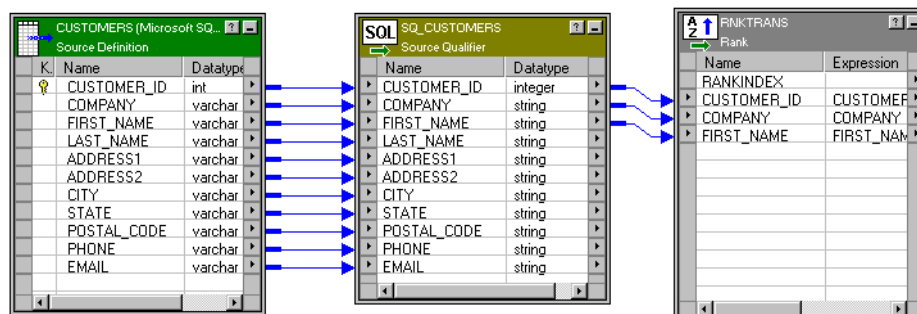 CUSTOMERS (Microsoft SQ...
Source Definition
K. Name Datatype
CUSTOMER_ID int
COMPANY varchar
FIRST_NAME varchar
LAST_NAME varchar
ADDRESS1 varchar
ADDRESS2 varchar
CITY varchar
STATE varchar
POSTAL_CODE varchar
PHONE varchar
EMAIL varchar
SQL SQ_CUSTOMERS
Source Qualifier
Name Datatype
CUSTOMER_ID integer
COMPANY string
FIRST_NAME string
LAST_NAME string
ADDRESS1 string
ADDRESS2 string
CITY string
STATE string
POSTAL_CODE string
PHONE string
EMAIL string
A Z RNKTRANS
Rank
Name Expression
RANKINDEX
CUSTOMER_ID CUSTOMER
COMPANY COMPANY
FIRST_NAME FIRST_NAM